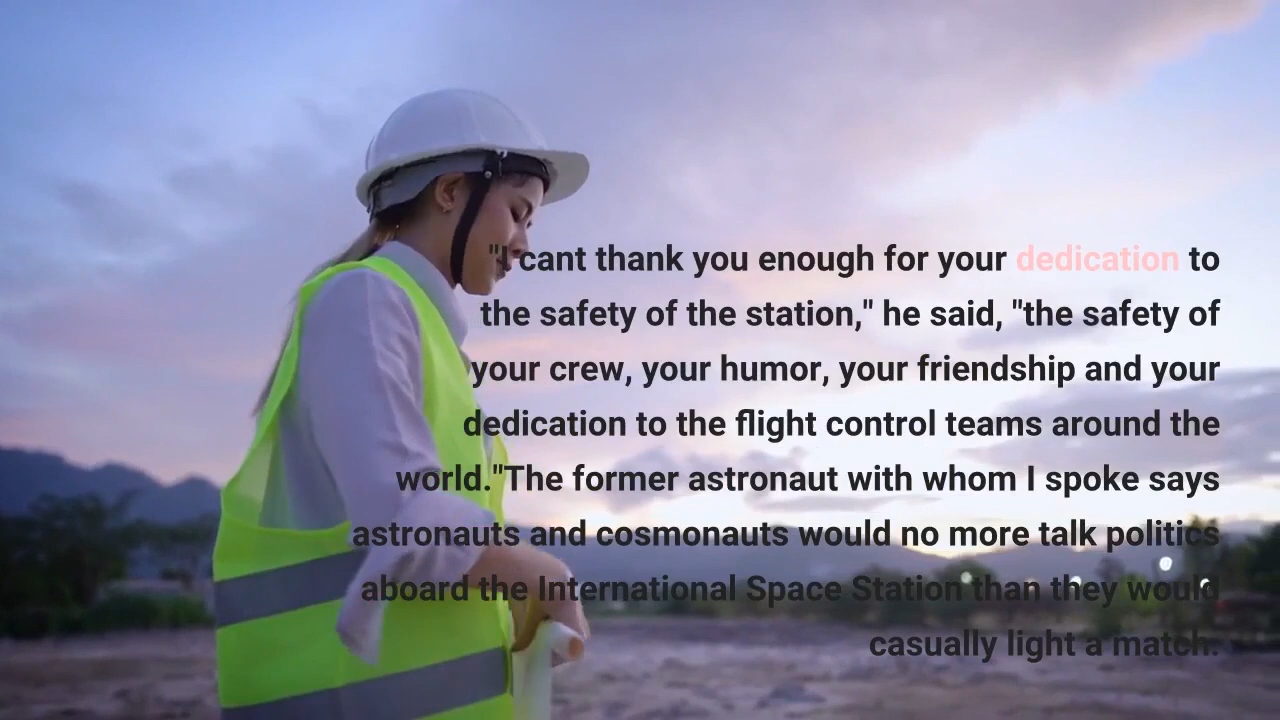 "I cant thank you enough for your dedication to
the safety of the station," he said, "the safety of
your crew, your humor, your friendship and your
dedication to the flight control teams around the
world."The former astronaut with whom I spoke says
astronauts and cosmonauts would no more talk politics
aboard the International Space Station than they would
casually light a match.